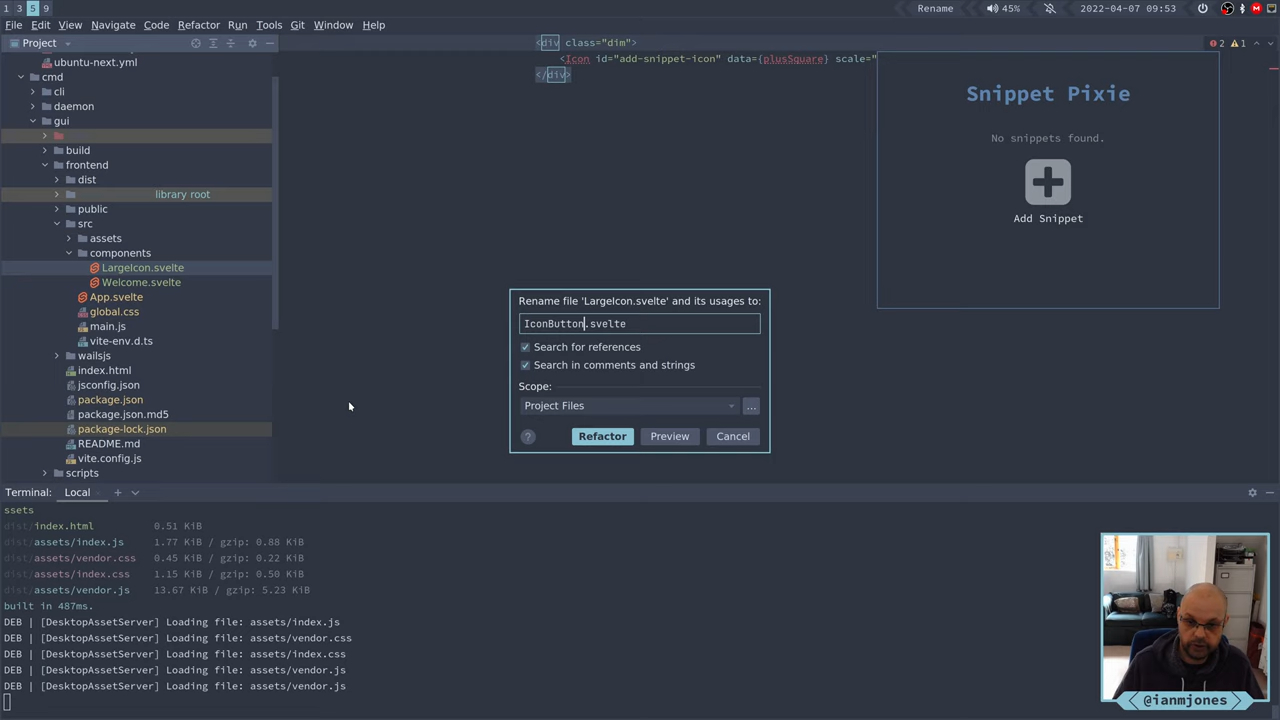 1 3 5 9
Rename
45%
2022-04-07 09:53
File Edit View Navigate Code Refactor Run Tools Git Window Help
Project
ubuntu-next.yml
cmd
cli
daemon
gui
build
frontend
dist
library root
public
src
assets
components
LargeIcon.svelte
Welcome.svelte
App.svelte
global.css
main.js
vite-env.d.ts
wailsjs
index.html
jsconfig.json
package.json
package.json.md5
package-lock.json
README.md
vite.config.js
scripts
<div class="dim">
<Icon id="add-snippet-icon" data={plusSquare} scale="
</div>
2 1
Snippet Pixie
No snippets found.
Add Snippet
Rename file 'LargeIcon.svelte' and its usages to:
IconButton.svelte
Search for references
Search in comments and strings
Scope:
Project Files
...
? Refactor Preview Cancel
Terminal: Local +
ssets
dist/index.html 0.51 KiB
dist/assets/index.js 1.77 KiB / gzip: 0.88 KiB
dist/assets/vendor.css 0.45 KiB / gzip: 0.22 KiB
dist/assets/index.css 1.15 KiB / gzip: 0.50 KiB
dist/assets/vendor.js 13.67 KiB / gzip: 5.23 KiB
built in 487ms.
DEB | [DesktopAssetServer] Loading file: assets/index.js
DEB | [DesktopAssetServer] Loading file: assets/vendor.css
DEB | [DesktopAssetServer] Loading file: assets/index.css
DEB | [DesktopAssetServer] Loading file: assets/vendor.js
DEB | [DesktopAssetServer] Loading file: assets/vendor.js
@ianmjones